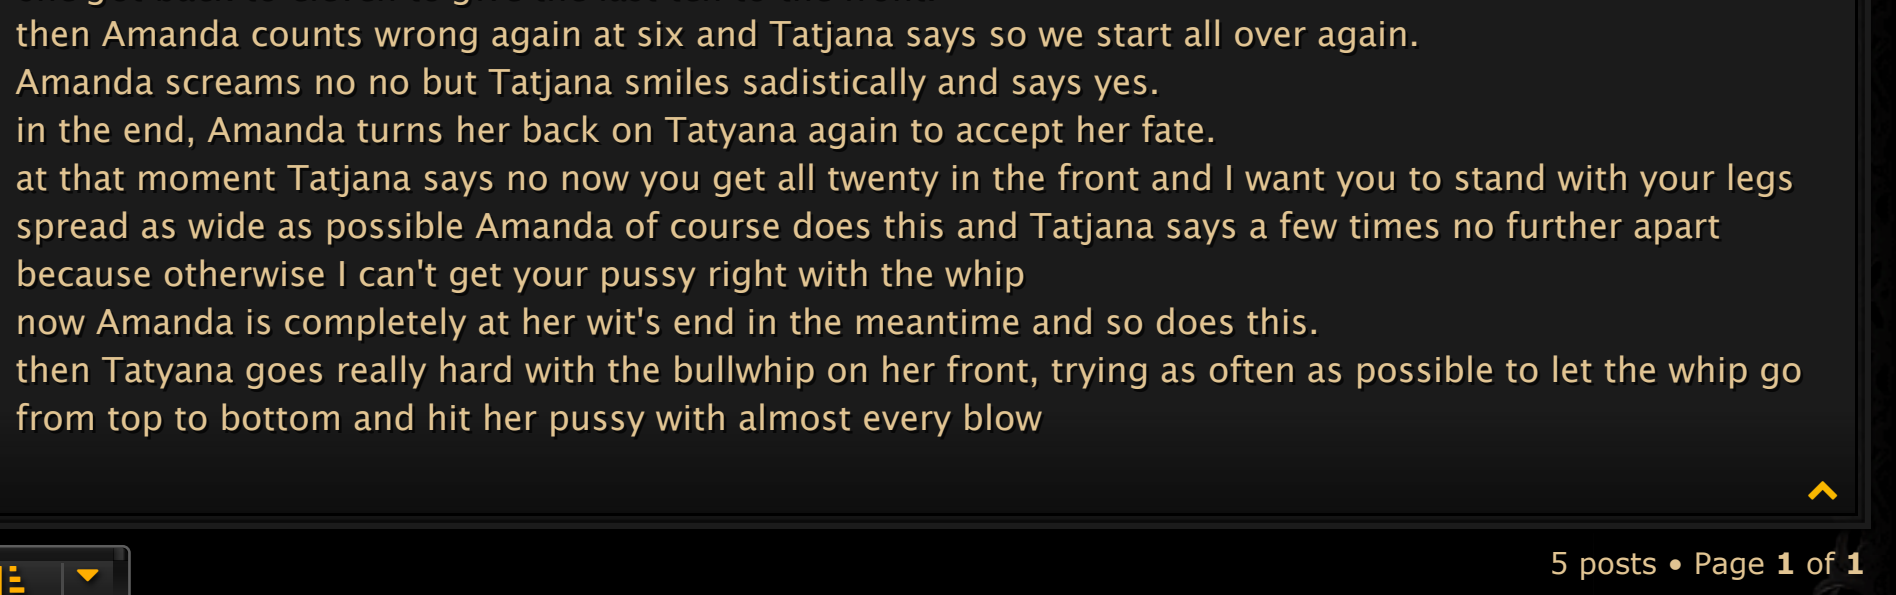 then Amanda counts wrong again at six and Tatjana says so we start all over again.
Amanda screams no no but Tatjana smiles sadistically and says yes.
in the end, Amanda turns her back on Tatyana again to accept her fate.
at that moment Tatjana says no now you get all twenty in the front and I want you to stand with your legs
spread as wide as possible Amanda of course does this and Tatjana says a few times no further apart
because otherwise I can't get your pussy right with the whip
now Amanda is completely at her wit's end in the meantime and so does this.
then Tatyana goes really hard with the bullwhip on her front, trying as often as possible to let the whip go
from top to bottom and hit her pussy with almost every blow
5 posts • Page 1 of 1